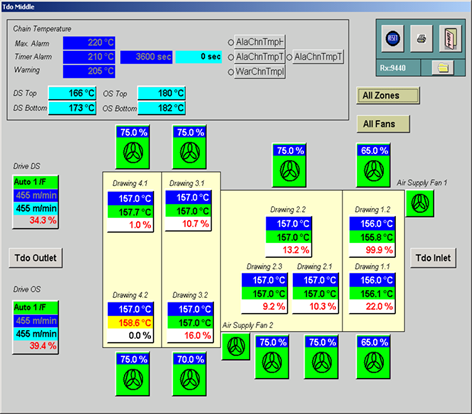 Tdo Middle
Chain Temperature
Max. Alarm 220 °C
Timer Alarm 210 °C 3600 sec 0 sec
Warning 205 °C
AlaChnTmpH
AlaChnTmpT AlaChnTmpT
WarChnTmpl
DS Top 166 °C OS Top 180 °C
DS Bottom 173 °C OS Bottom 182 °C
RESET
Rx:9440
All Zones
All Fans
75.0 % 75.0 % 75.0 % 65.0 %
Drive DS
Auto 1 /F
455 m/min
455 m/min
34.3 %
Drawing 4.1
157.0 °C
157.7 °C
1.0 %
Drawing 3.1
157.0 °C
157.0 °C
10.7 %
Drawing 2.2
157.0 °C
157.0 °C
13.2 %
Drawing 1.2
156.0 °C
155.8 °C
99.9 %
Air Supply Fan 1
Tdo Outlet
Tdo Inlet
Drawing 2.3
157.0 °C
157.0 °C
9.2 %
Drawing 2.1
157.0 °C
157.0 °C
10.3 %
Drawing 1.1
156.0 °C
156.1 °C
22.0 %
Drive OS
Auto 1 /F
455 m/min
455 m/min
39.4 %
Drawing 4.2
157.0 °C
158.6 °C
0.0 %
Drawing 3.2
157.0 °C
157.0 °C
16.0 %
Air Supply Fan 2
75.0 % 70.0 % 75.0 % 75.0 % 65.0 %